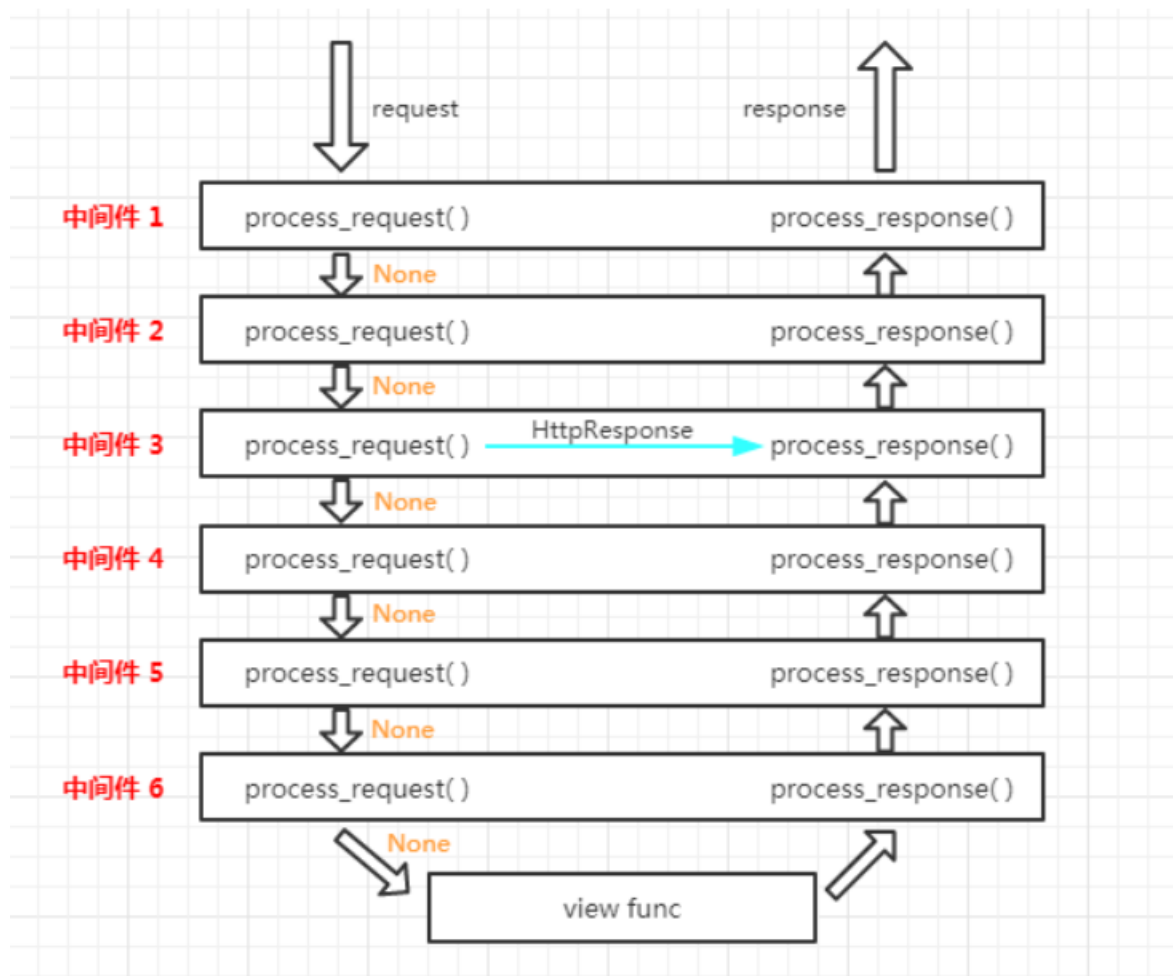 request response
中间件 1 process_request( ) process_response( )
None
中间件 2 process_request( ) process_response( )
None
HttpResponse
中间件 3 process_request( ) process_response( )
None
中间件 4 process_request( ) process_response( )
None
中间件 5 process_request( ) process_response( )
None
中间件 6 process_request( ) process_response( )
None
view func